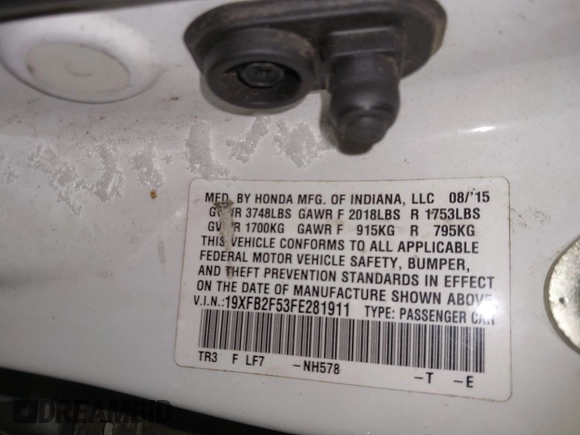 MFD. BY HONDA MFG. OF INDIANA, LLC 08/'15
GVWR 3748LBS GAWR F 2018LBS R 1753LBS
GVWR 1700KG GAWR F 915KG R 795KG
THIS VEHICLE CONFORMS TO ALL APPLICABLE
FEDERAL MOTOR VEHICLE SAFETY, BUMPER,
AND THEFT PREVENTION STANDARDS IN EFFECT
ON THE DATE OF MANUFACTURE SHOWN ABOVE.
V.I.N.:19XFB2F53FE281911 TYPE: PASSENGER CAR
TR3 F LF7 -NH578 -T -E
DREAMBID